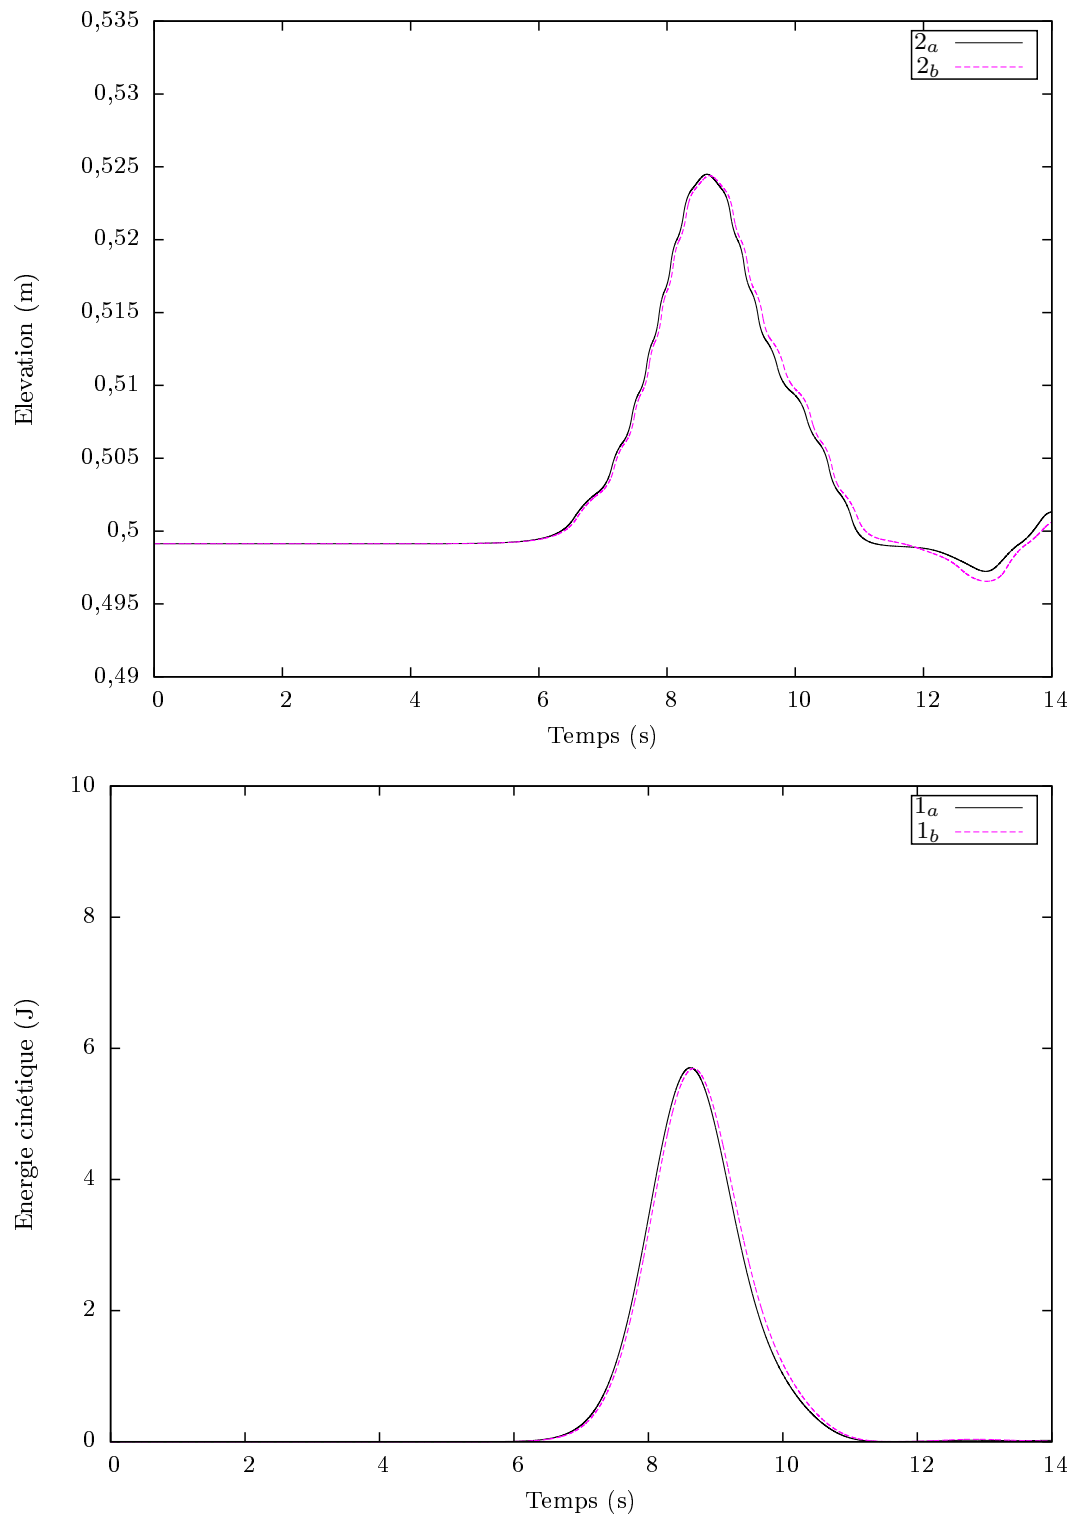 0,535
0,53
0,525
0,52
0,515
0,51
0,505
0,5
0,495
0,49
0 2 4 6 8 10 12 14
Elevation (m)
Temps (s)
2a
2b
10
8
6
4
2
0
0 2 4 6 8 10 12 14
Energie cinétique (J)
Temps (s)
1a
1b